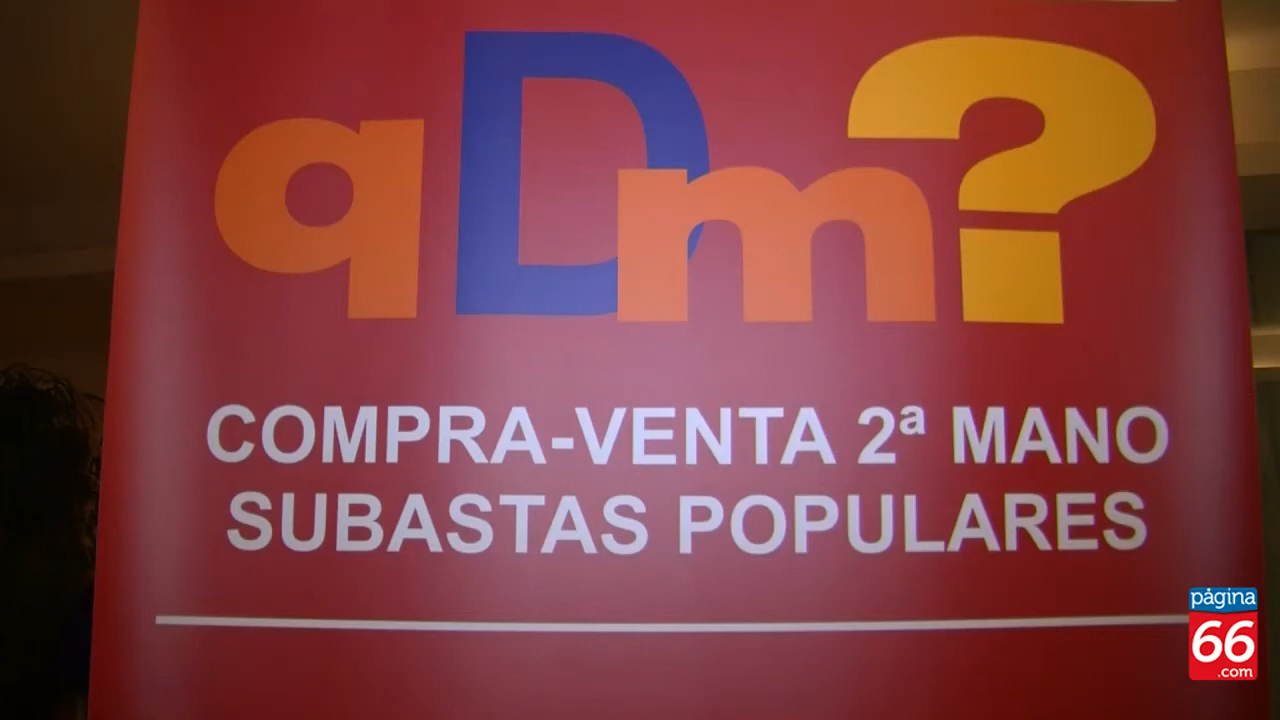 qDm?
COMPRA-VENTA 2ª MANO
SUBASTAS POPULARES
página
66
.com